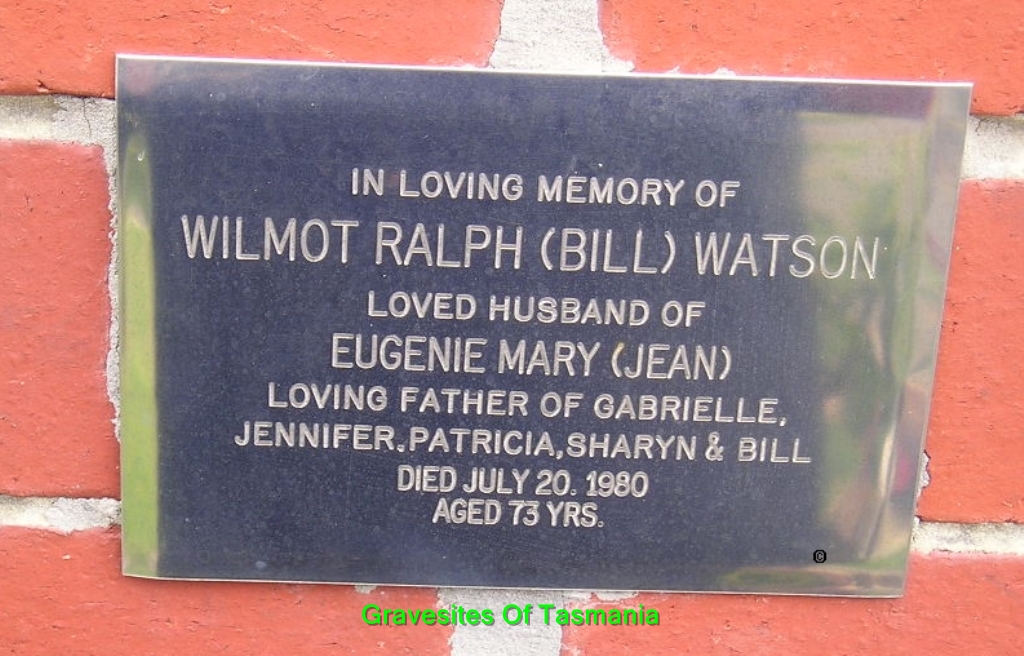 IN LOVING MEMORY OF
WILMOT RALPH (BILL) WATSON
LOVED HUSBAND OF
EUGENIE MARY (JEAN)
LOVING FATHER OF GABRIELLE,
JENNIFER, PATRICIA, SHARYN & BILL
DIED JULY 20. 1980
AGED 73 YRS.
©
Gravesites Of Tasmania